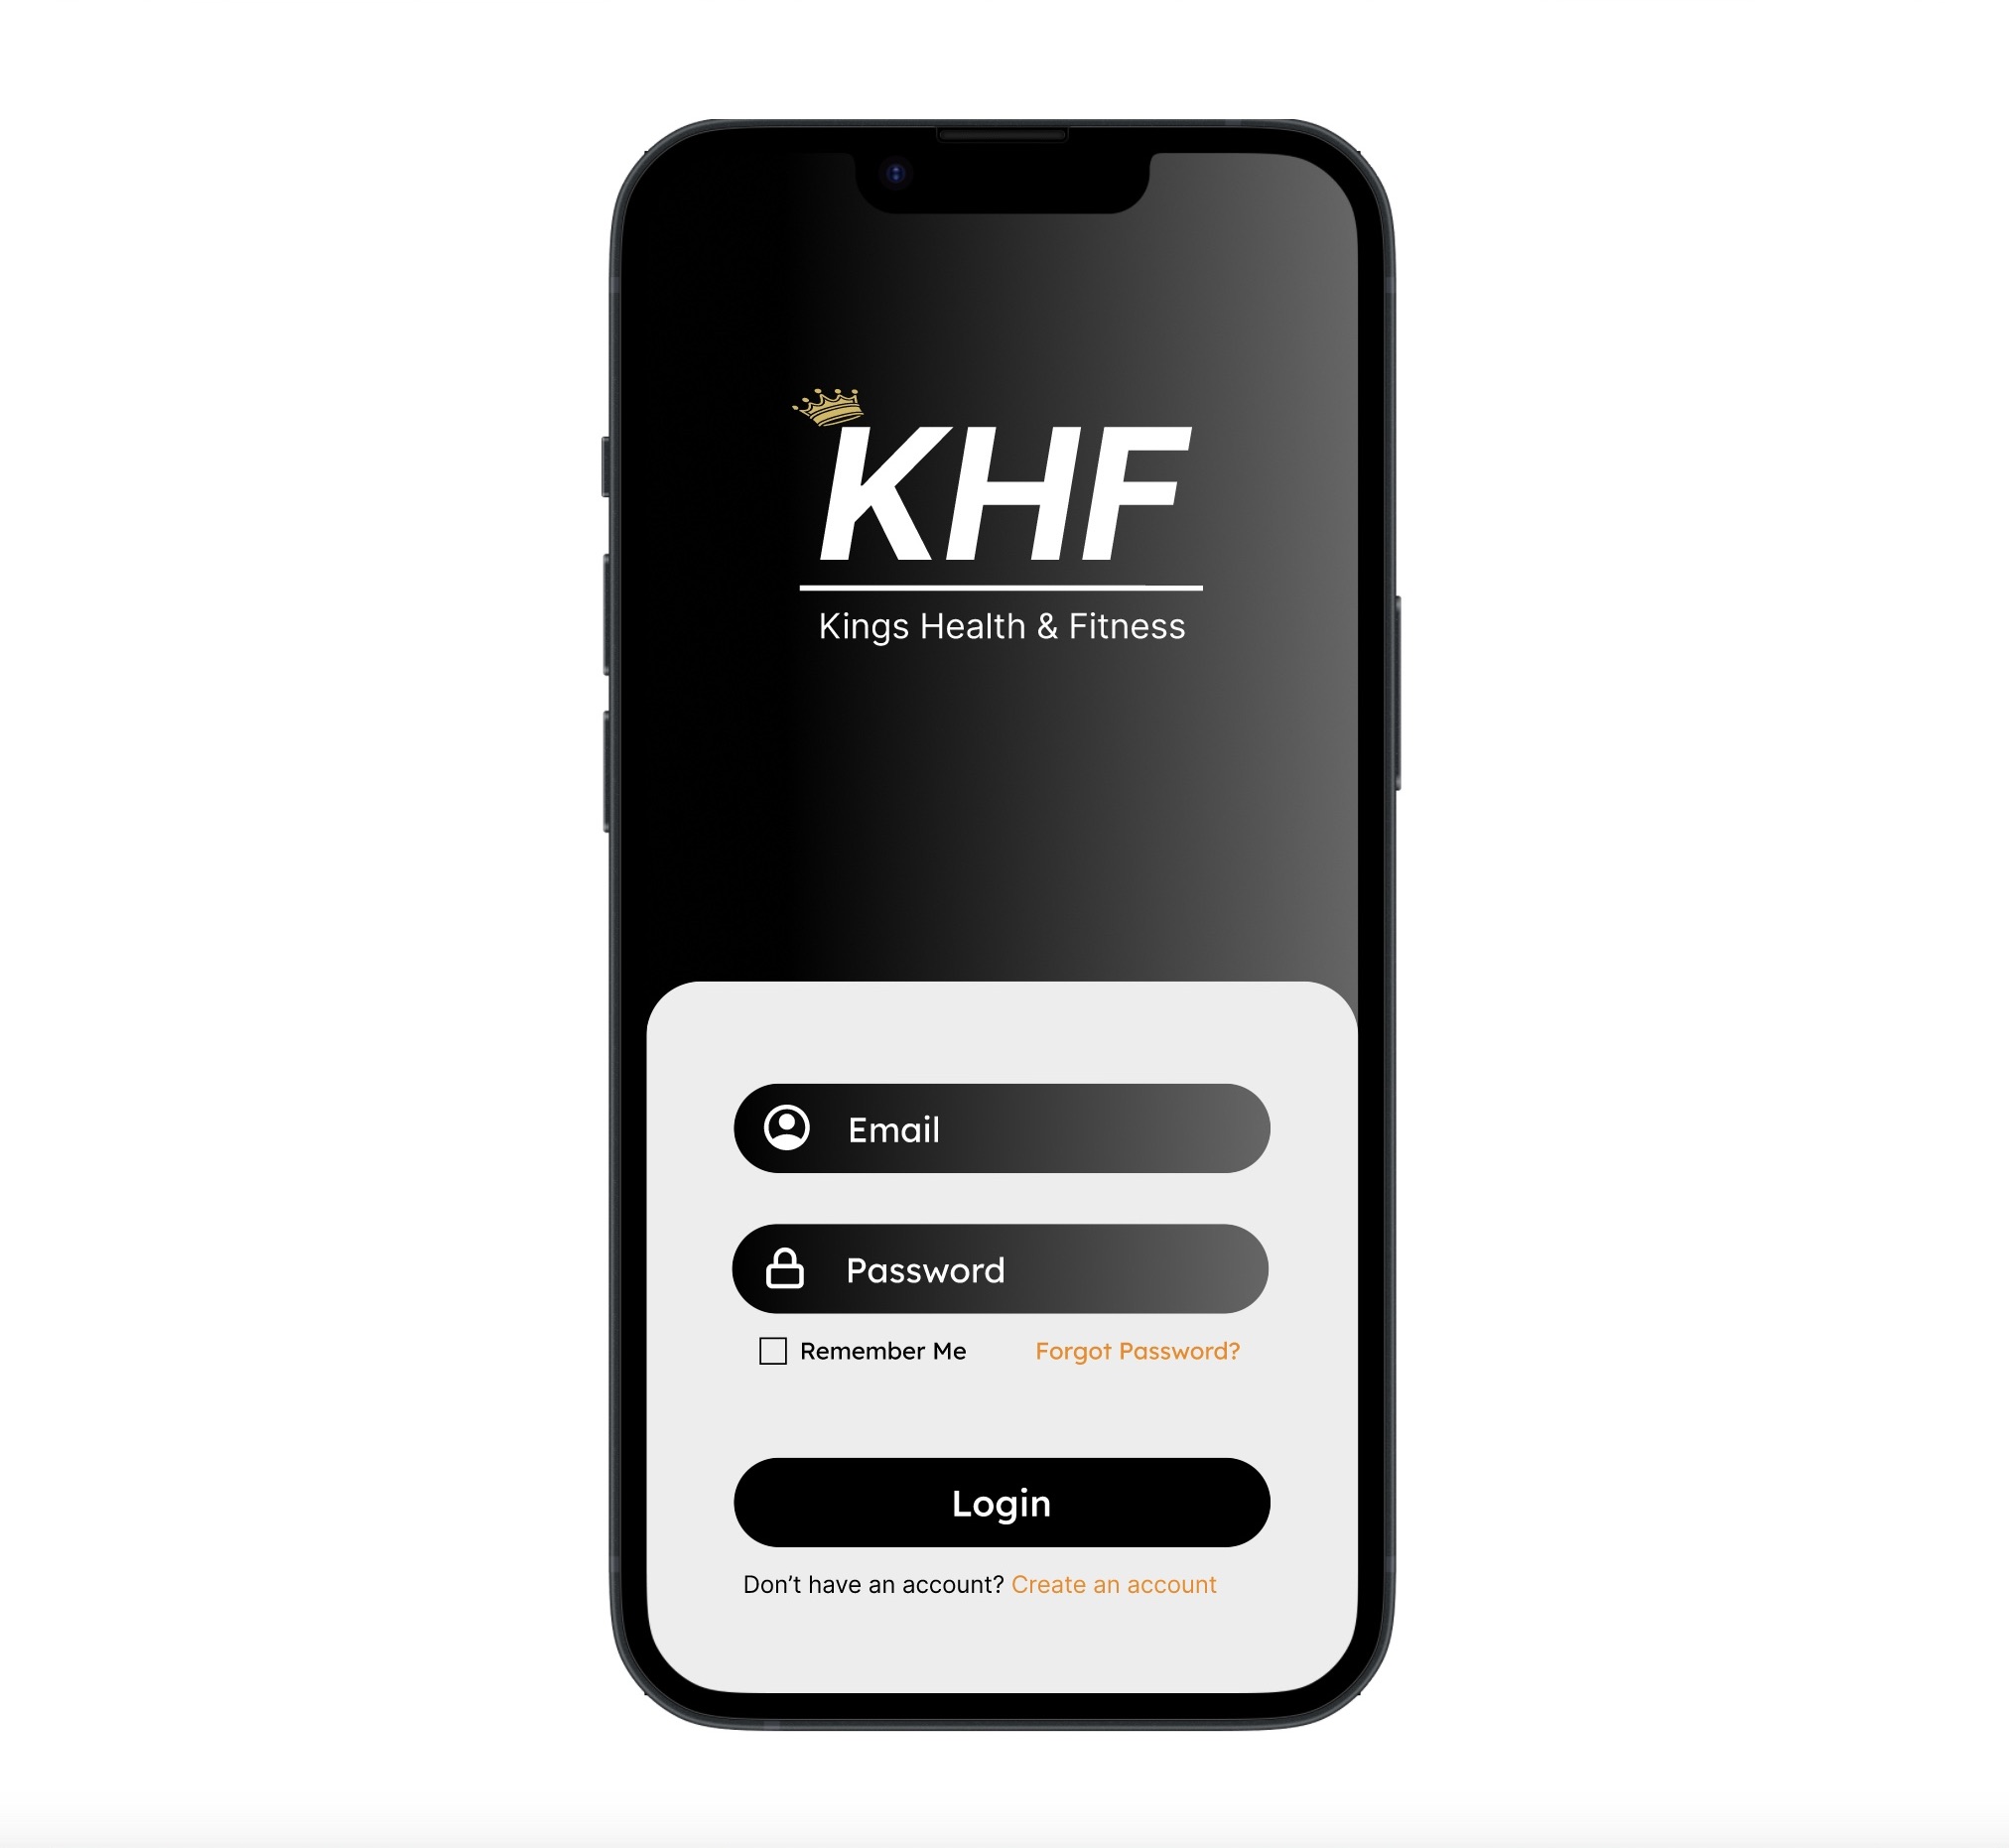 KHF
Kings Health & Fitness
Email
Password
Remember Me Forgot Password?
Login
Don’t have an account? Create an account